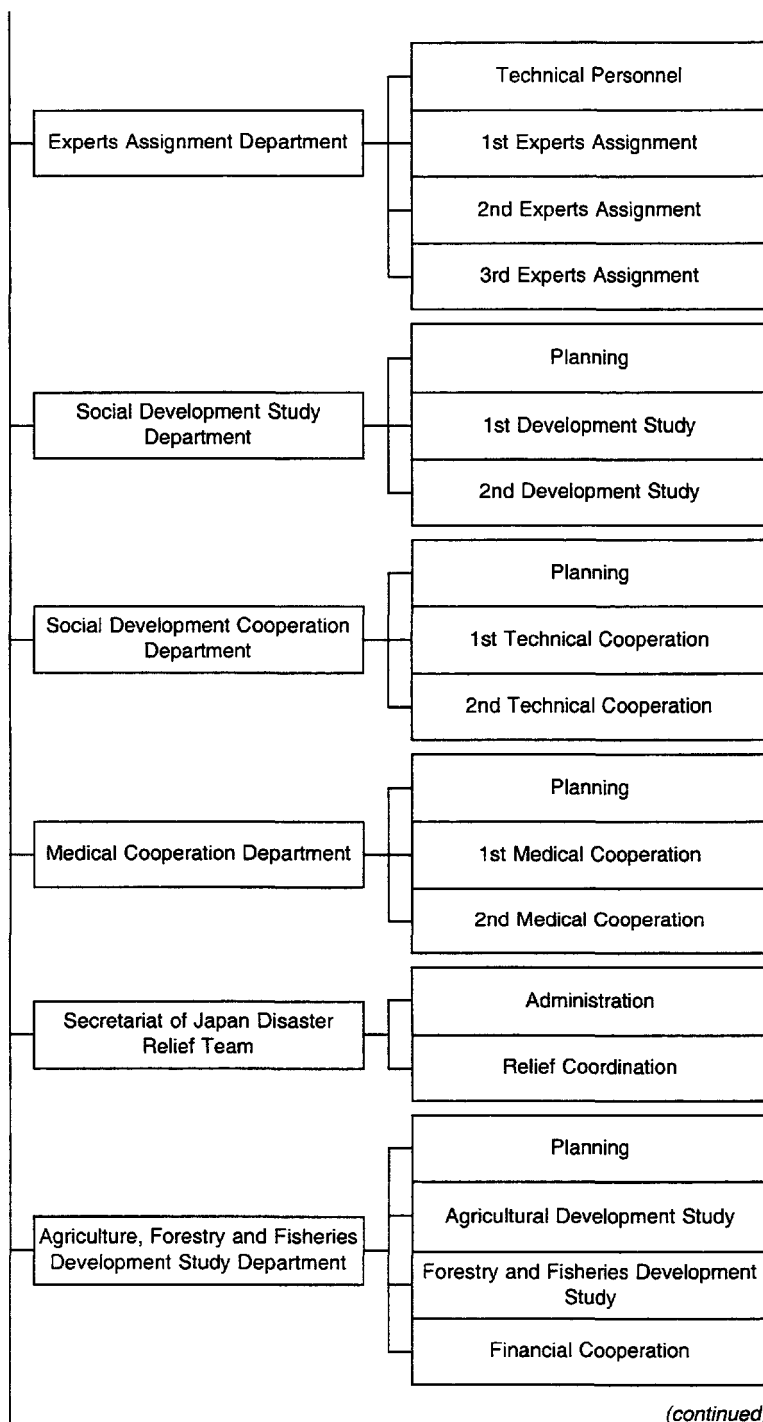 Experts Assignment Department
Technical Personnel
1st Experts Assignment
2nd Experts Assignment
3rd Experts Assignment
Social Development Study
Department
Planning
1st Development Study
2nd Development Study
Social Development Cooperation
Department
Planning
1st Technical Cooperation
2nd Technical Cooperation
Medical Cooperation Department
Planning
1st Medical Cooperation
2nd Medical Cooperation
Secretariat of Japan Disaster
Relief Team
Administration
Relief Coordination
Agriculture, Forestry and Fisheries
Development Study Department
Planning
Agricultural Development Study
Forestry and Fisheries Development
Study
Financial Cooperation
(continued